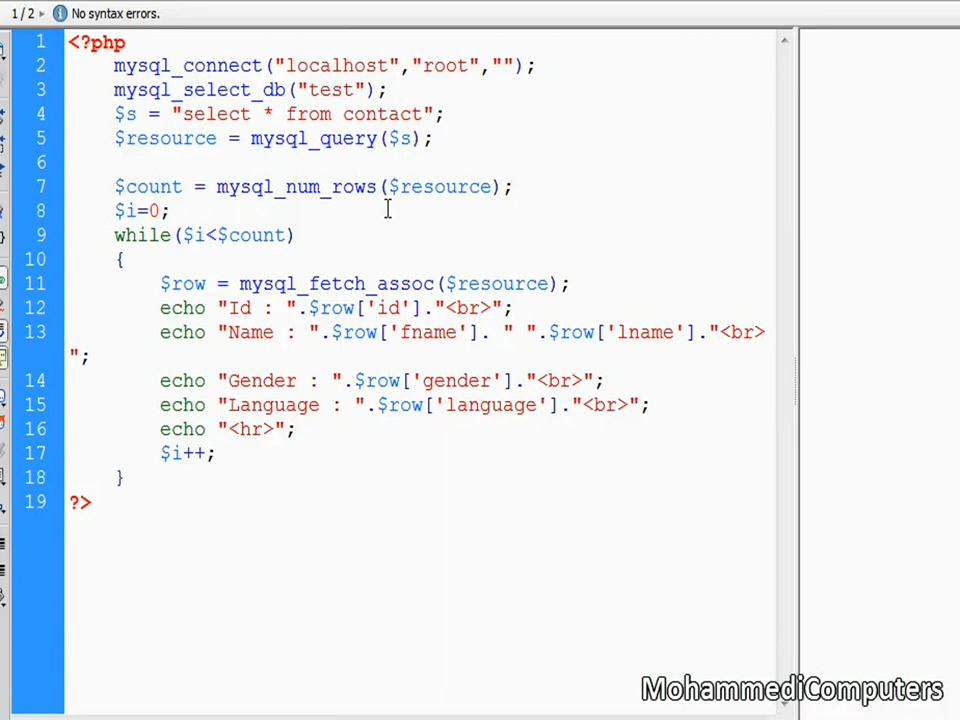 1 / 2 No syntax errors.
1 <?php
2 mysql_connect("localhost","root","");
3 mysql_select_db("test");
4 $s = "select * from contact";
5 $resource = mysql_query($s);
6
7 $count = mysql_num_rows($resource);
8 $i=0;
9 while($i<$count)
10 {
11 $row = mysql_fetch_assoc($resource);
12 echo "Id : ".$row['id']."<br>";
13 echo "Name : ".$row['fname']. " ".$row['lname']."<br>
";
14 echo "Gender : ".$row['gender']."<br>";
15 echo "Language : ".$row['language']."<br>";
16 echo "<hr>";
17 $i++;
18 }
19 ?>
MohammediComputers